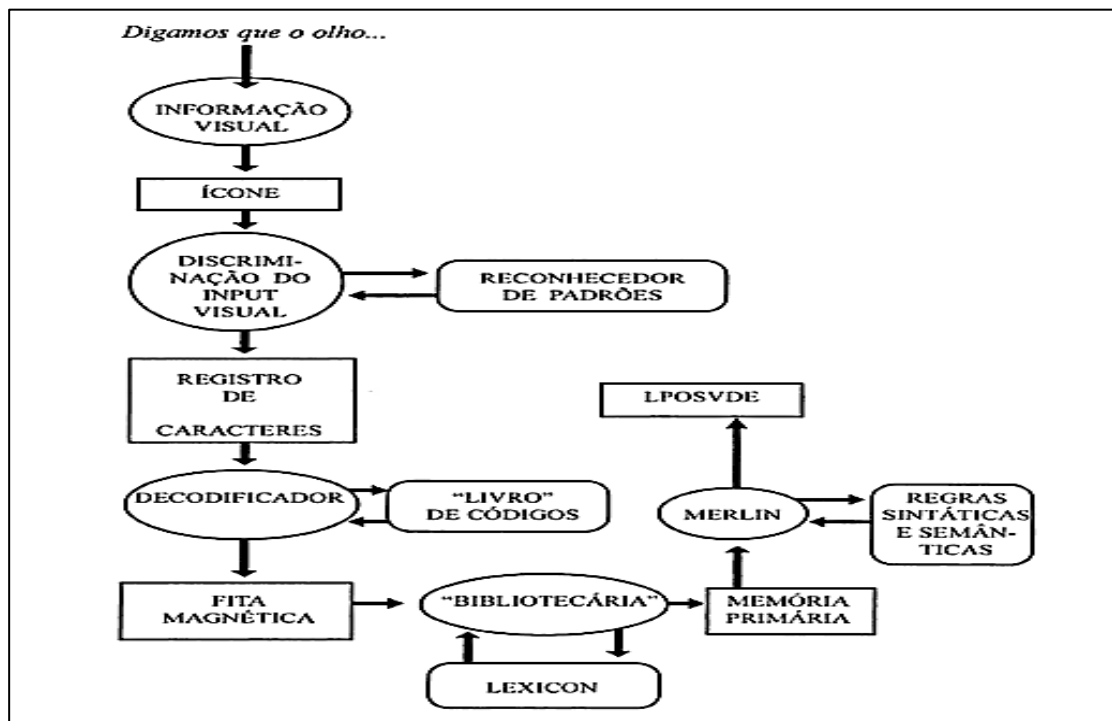 Digamos que o olho...
INFORMAÇÃO
VISUAL
ÍCONE
DISCRIMI-
NAÇÃO DO
INPUT
VISUAL
RECONHECEDOR
DE PADRÕES
REGISTRO
DE
CARACTERES
DECODIFICADOR
“LIVRO”
DE CÓDIGOS
FITA
MAGNÉTICA
“BIBLIOTECÁRIA”
LEXICON
MEMÓRIA
PRIMÁRIA
MERLIN
REGRAS
SINTÁTICAS
E SEMÂN-
TICAS
LPOSVDE